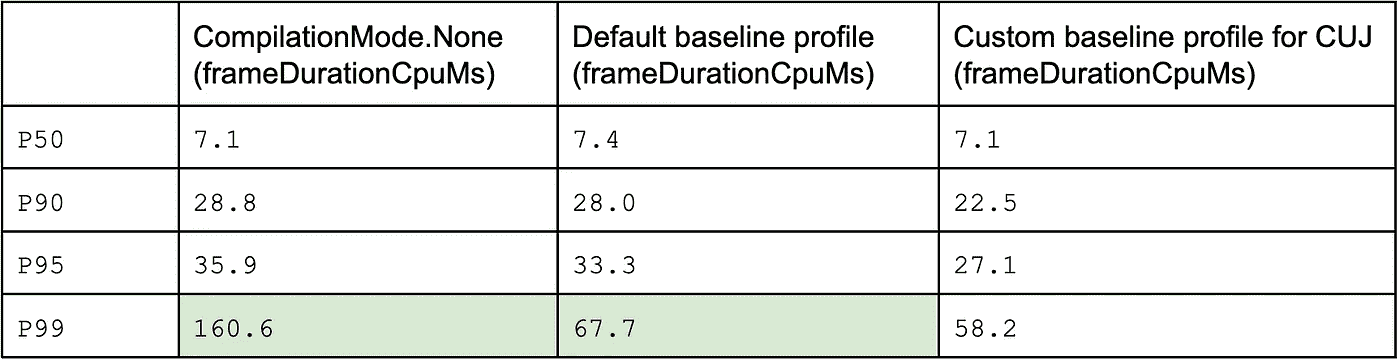 CompilationMode.None Default baseline profile Custom baseline profile for CUJ
(frameDurationCpuMs) (frameDurationCpuMs) (frameDurationCpuMs)
P50 7.1 7.4 7.1
P90 28.8 28.0 22.5
P95 35.9 33.3 27.1
P99 160.6 67.7 58.2